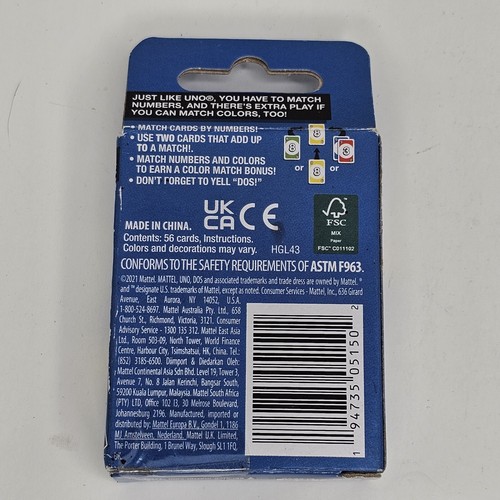 JUST LIKE UNO®, YOU HAVE TO MATCH
NUMBERS, AND THERE'S EXTRA PLAY IF
YOU CAN MATCH COLORS, TOO!
• MATCH CARDS BY NUMBERS!
• USE TWO CARDS THAT ADD UP
TO A MATCH!.
• MATCH NUMBERS AND COLORS
TO EARN A COLOR MATCH BONUS!
• DON'T FORGET TO YELL "DOS!"
8
8
3
or
8
or
UK
CA CE
FSC
MIX
Paper
FSC® C011102
MADE IN CHINA.
Contents: 56 cards, Instructions.
Colors and decorations may vary. HGL43
CONFORMS TO THE SAFETY REQUIREMENTS OF ASTM F963.
©2021 Mattel. MATTEL, UNO, DOS and associated trademarks and trade dress are owned by Mattel. ®
and ™ designate U.S. trademarks of Mattel, except as noted. Consumer Services - Mattel, Inc., 636 Girard
Avenue, East Aurora, NY 14052, U.S.A.
1-800-524-8697. Mattel Australia Pty. Ltd., 658
Church St., Richmond, Victoria, 3121. Consumer
Advisory Service - 1300 135 312. Mattel East Asia
Ltd., Room 503-09, North Tower, World Finance
Centre, Harbour City, Tsimshatsui, HK, China. Tel.:
(852) 3185-6500. Diimport & Diedarkan Oleh:
Mattel Continental Asia Sdn Bhd. Level 19, Tower 3,
Avenue 7, No. 8 Jalan Kerinchi, Bangsar South,
59200 Kuala Lumpur, Malaysia. Mattel South Africa
(PTY) LTD, Office 102 I3, 30 Melrose Boulevard,
Johannesburg 2196. Manufactured, imported or
distributed by: Mattel Europa B.V., Gondel 1, 1186
MJ Amstelveen, Nederland. Mattel U.K. Limited,
The Porter Building, 1 Brunel Way, Slough SL1 1FQ,
1 94735 05150 2